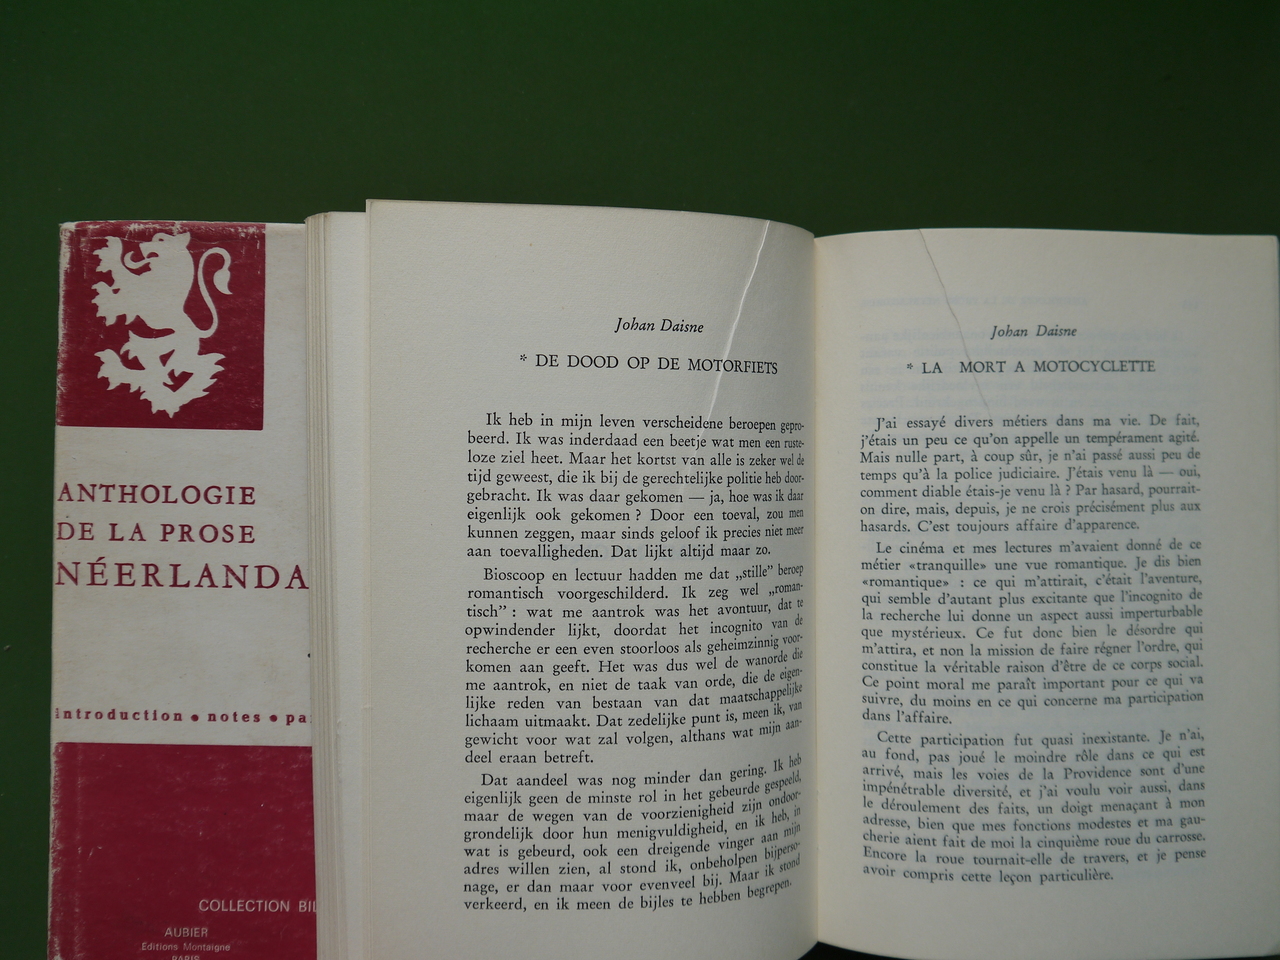 ANTHOLOGIE
DE LA PROSE
NÉERLANDA
introduction • notes • pa
COLLECTION BIL
AUBIER
Editions Montaigne
PARIS
Johan Daisne
* DE DOOD OP DE MOTORFIETS
Ik heb in mijn leven verscheidene beroepen gepro-
beerd. Ik was inderdaad een beetje wat men een ruste-
loze ziel heet. Maar het kortst van alle is zeker wel de
tijd geweest, die ik bij de gerechtelijke politie heb door-
gebracht. Ik was daar gekomen — ja, hoe was ik daar
eigenlijk ook gekomen ? Door een toeval, zou men
kunnen zeggen, maar sinds geloof ik precies niet meer
aan toevalligheden. Dat lijkt altijd maar zo.
Bioscoop en lectuur hadden me dat „stille” beroep
romantisch voorgeschilderd. Ik zeg wel „roman-
tisch” : wat me aantrok was het avontuur, dat te
opwindender lijkt, doordat het incognito van de
recherche er een even stoorloos als geheimzinnig voor-
komen aan geeft. Het was dus wel de wanorde die
me aantrok, en niet de taak van orde, die de eigen-
lijke reden van bestaan van dat maatschappelijke
lichaam uitmaakt. Dat zedelijke punt is, meen ik, van
gewicht voor wat zal volgen, althans wat mijn aan-
deel eraan betreft.
Dat aandeel was nog minder dan gering. Ik heb
eigenlijk geen de minste rol in het gebeurde gespeeld,
maar de wegen van de voorzienigheid zijn ondoor-
grondelijk door hun menigvuldigheid, en ik heb, in
wat is gebeurd, ook een dreigende vinger aan mijn
adres willen zien, al stond ik, onbeholpen bijperso-
nage, er dan maar voor evenveel bij. Maar ik stond
verkeerd, en ik meen de bijles te hebben begrepen.
Johan Daisne
* LA MORT A MOTOCYCLETTE
J'ai essayé divers métiers dans ma vie. De fait,
j'étais un peu ce qu'on appelle un tempérament agité.
Mais nulle part, à coup sûr, je n'ai passé aussi peu de
temps qu'à la police judiciaire. J'étais venu là — oui,
comment diable étais-je venu là ? Par hasard, pourrait-
on dire, mais, depuis, je ne crois précisément plus aux
hasards. C'est toujours affaire d'apparence.
Le cinéma et mes lectures m'avaient donné de ce
métier «tranquille» une vue romantique. Je dis bien
«romantique» : ce qui m'attirait, c'était l'aventure,
qui semble d'autant plus excitante que l'incognito de
la recherche lui donne un aspect aussi imperturbable
que mystérieux. Ce fut donc bien le désordre qui
m'attira, et non la mission de faire régner l'ordre, qui
constitue la véritable raison d'être de ce corps social.
Ce point moral me paraît important pour ce qui va
suivre, du moins en ce qui concerne ma participation
dans l'affaire.
Cette participation fut quasi inexistante. Je n'ai,
au fond, pas joué le moindre rôle dans ce qui est
arrivé, mais les voies de la Providence sont d'une
impénétrable diversité, et j'ai voulu voir aussi, dans
le déroulement des faits, un doigt menaçant à mon
adresse, bien que mes fonctions modestes et ma gau-
cherie aient fait de moi la cinquième roue du carrosse.
Encore la roue tournait-elle de travers, et je pense
avoir compris cette leçon particulière.